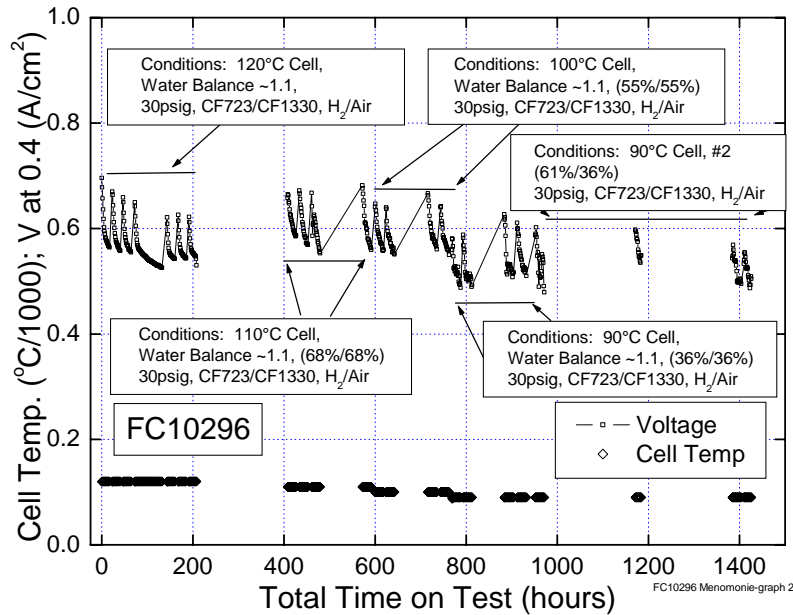 1.0
0.8
0.6
0.4
0.2
0.0
Cell Temp. (°C/1000); V at 0.4 (A/cm²)
Conditions: 120°C Cell,
Water Balance ~1.1,
30psig, CF723/CF1330, H₂/Air
Conditions: 100°C Cell,
Water Balance ~1.1, (55%/55%)
30psig, CF723/CF1330, H₂/Air
Conditions: 90°C Cell, #2
(61%/36%)
30psig, CF723/CF1330, H₂/Air
Conditions: 110°C Cell,
Water Balance ~1.1, (68%/68%)
30psig, CF723/CF1330, H₂/Air
Conditions: 90°C Cell,
Water Balance ~1.1, (36%/36%)
30psig, CF723/CF1330, H₂/Air
FC10296
Voltage
Cell Temp
0 200 400 600 800 1000 1200 1400
Total Time on Test (hours)
FC10296 Menomonie-graph 2